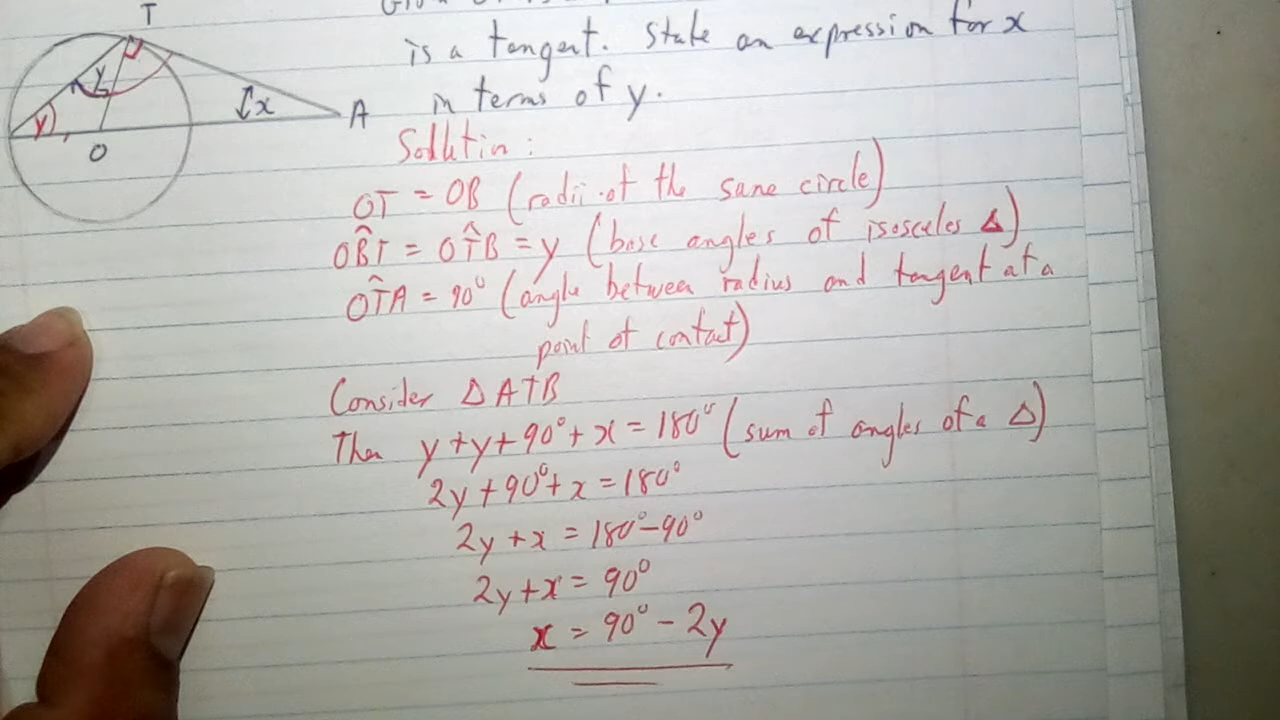 T
is a tangent. State an expression for x
y
x
A
in terms of y.
y
O
Solution:
OT = OB (radii of the same circle)
OB̂T = OT̂B = y (base angles of isosceles Δ)
OT̂A = 90° (angle between radius and tangent at a
point of contact)
Consider Δ ATB
Then y + y + 90° + x = 180° (sum of angles of a Δ)
2y + 90° + x = 180°
2y + x = 180° - 90°
2y + x = 90°
x = 90° - 2y